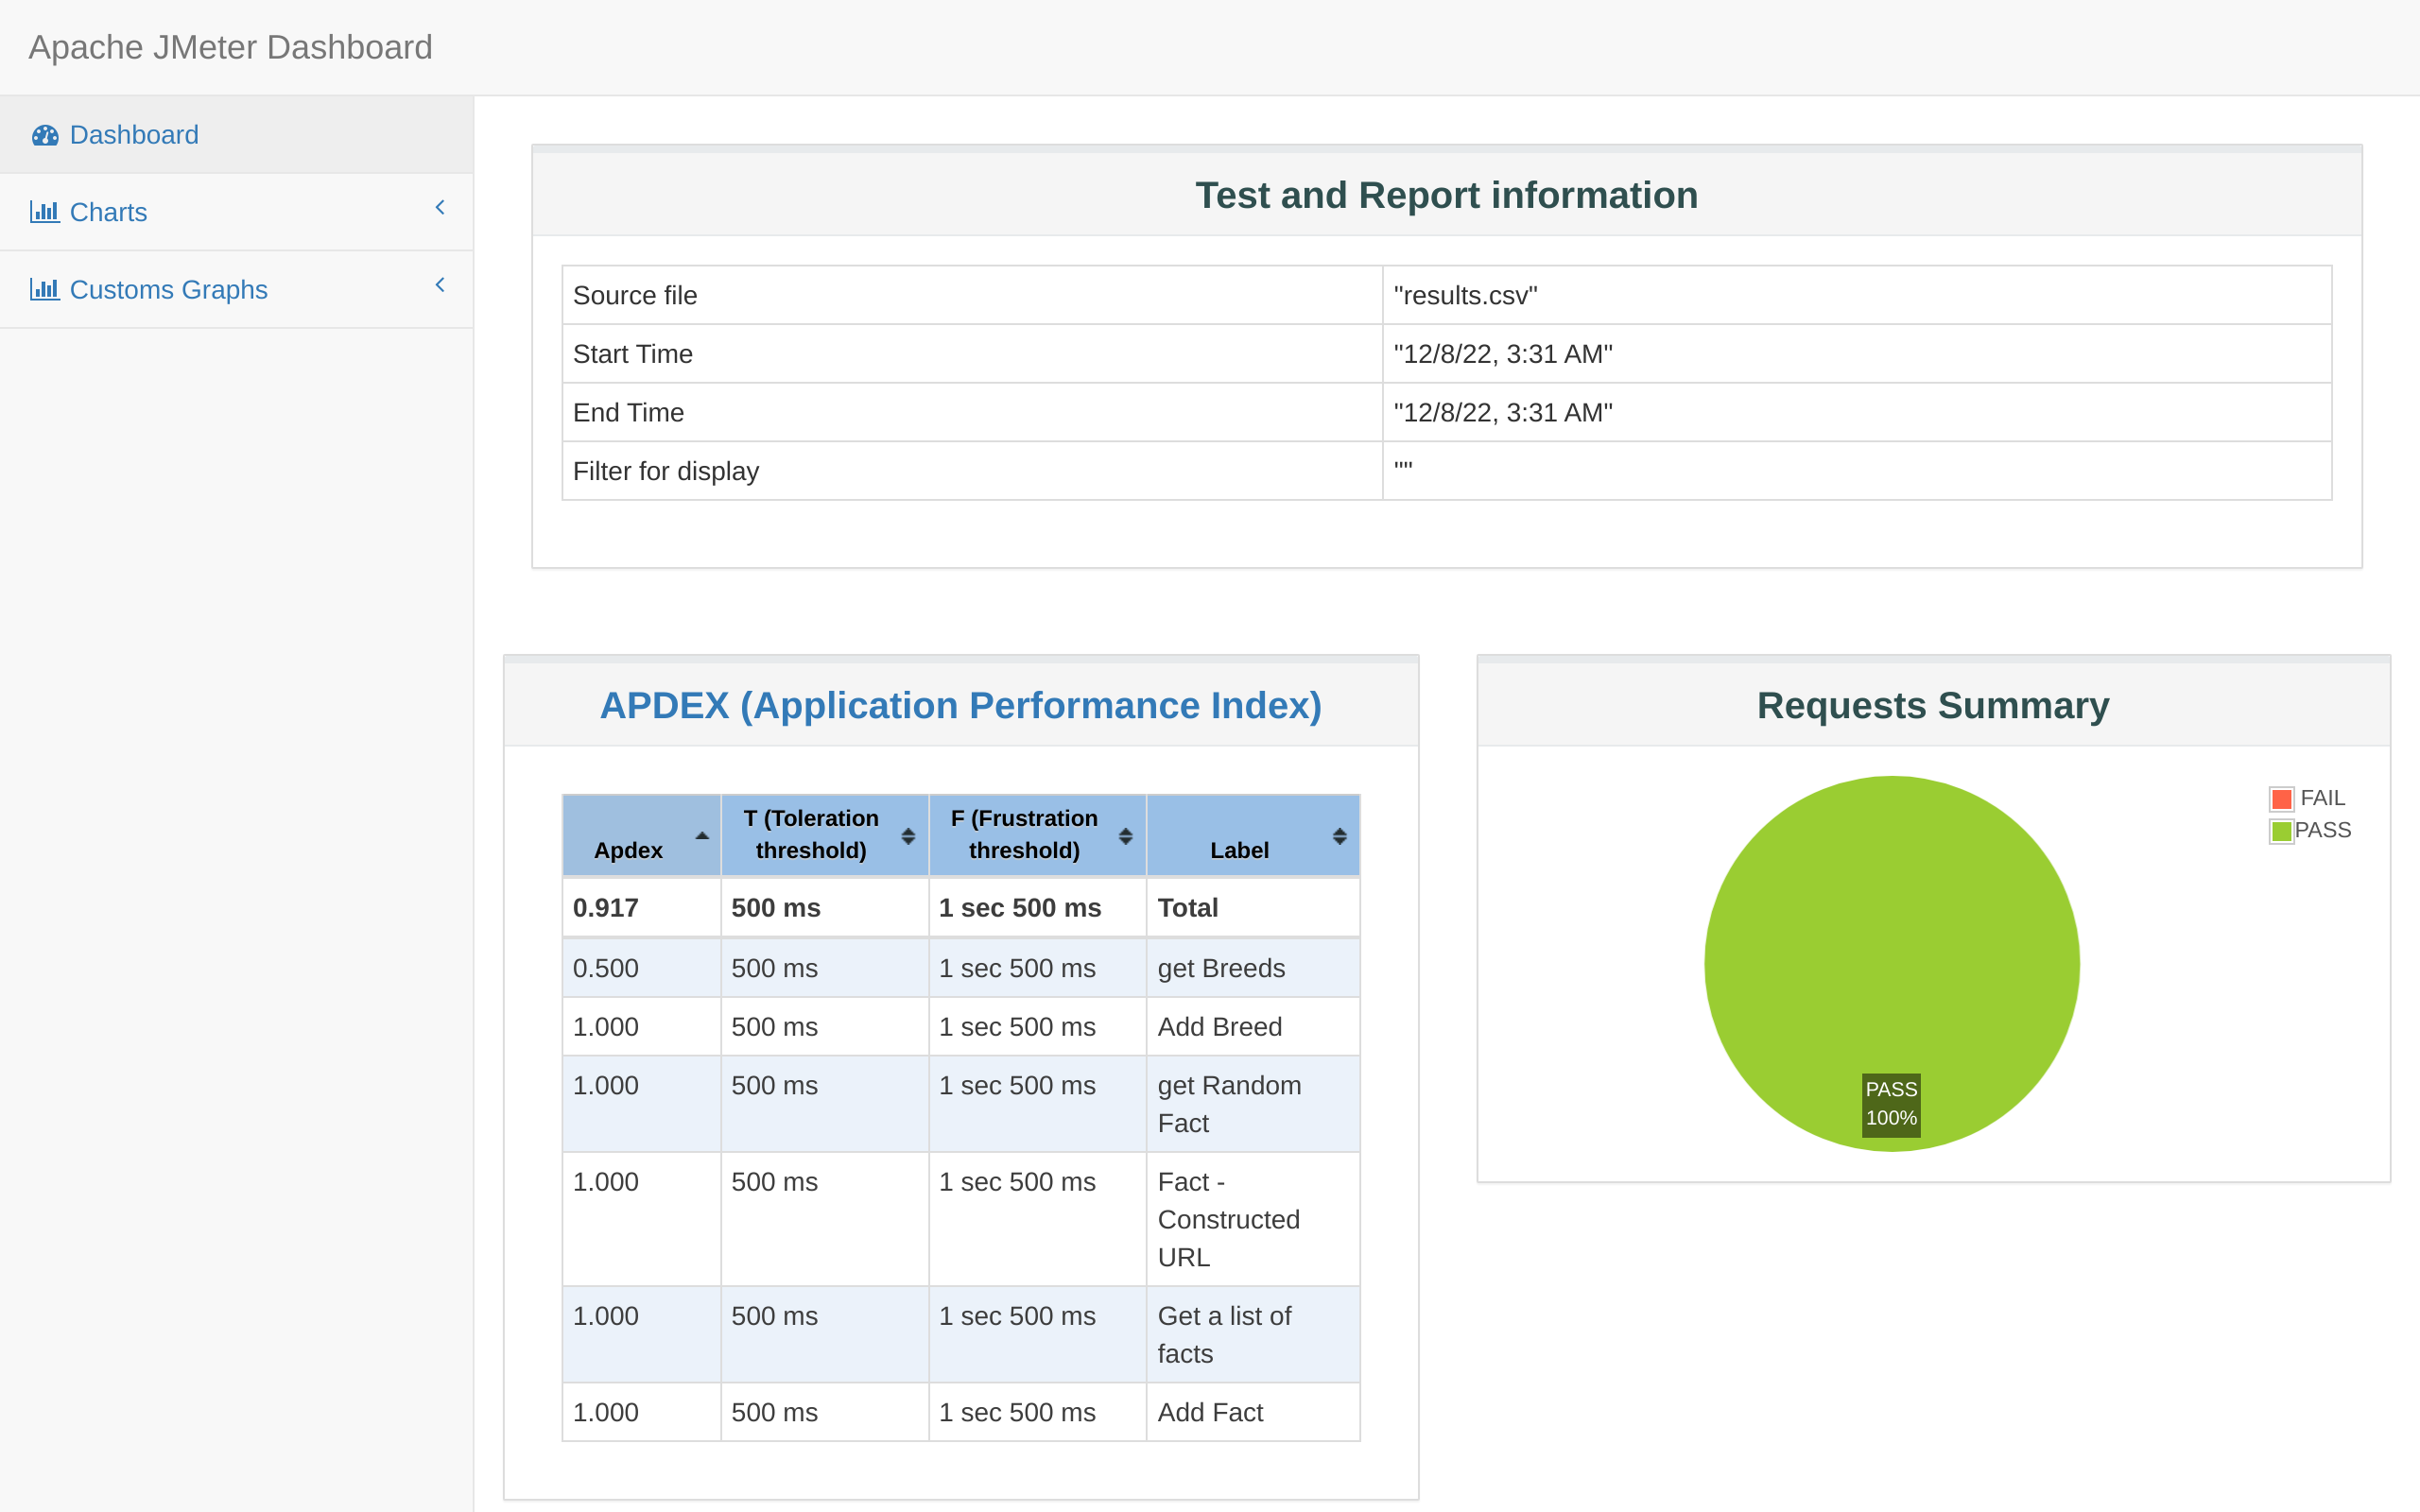 Apache JMeter Dashboard
Dashboard
Charts
Customs Graphs
Test and Report information
Source file "results.csv"
Start Time "12/8/22, 3:31 AM"
End Time "12/8/22, 3:31 AM"
Filter for display ""
APDEX (Application Performance Index)
Apdex T (Toleration threshold) F (Frustration threshold) Label
0.917 500 ms 1 sec 500 ms Total
0.500 500 ms 1 sec 500 ms get Breeds
1.000 500 ms 1 sec 500 ms Add Breed
1.000 500 ms 1 sec 500 ms get Random
Fact
1.000 500 ms 1 sec 500 ms Fact -
Constructed
URL
1.000 500 ms 1 sec 500 ms Get a list of
facts
1.000 500 ms 1 sec 500 ms Add Fact
Requests Summary
FAIL
PASS
PASS
100%